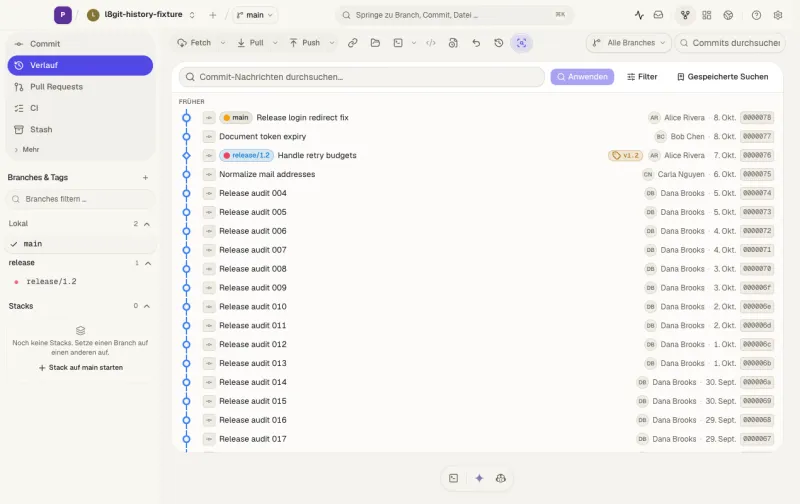 P / L l8git-history-fixture + / main
Springe zu Branch, Commit, Datei ... ⌘K
Commit
Verlauf
Pull Requests
CI
Stash
Mehr
Branches & Tags +
Branches filtern ...
Lokal 2
main
release 1
release/1.2
Stacks 0
Noch keine Stacks. Setze einen Branch auf
einen anderen auf.
+ Stack auf main starten
Fetch Pull Push </> Alle Branches Commits durchsuchen
Commit-Nachrichten durchsuchen... Anwenden Filter Gespeicherte Suchen
FRÜHER
main Release login redirect fix AR Alice Rivera · 8. Okt. 0000078
Document token expiry BC Bob Chen · 8. Okt. 0000077
release/1.2 Handle retry budgets v1.2 AR Alice Rivera · 7. Okt. 0000076
Normalize mail addresses CN Carla Nguyen · 6. Okt. 0000075
Release audit 004 DB Dana Brooks · 5. Okt. 0000074
Release audit 005 DB Dana Brooks · 5. Okt. 0000073
Release audit 006 DB Dana Brooks · 4. Okt. 0000072
Release audit 007 DB Dana Brooks · 4. Okt. 0000071
Release audit 008 DB Dana Brooks · 3. Okt. 0000070
Release audit 009 DB Dana Brooks · 3. Okt. 000006f
Release audit 010 DB Dana Brooks · 2. Okt. 000006e
Release audit 011 DB Dana Brooks · 2. Okt. 000006d
Release audit 012 DB Dana Brooks · 1. Okt. 000006c
Release audit 013 DB Dana Brooks · 1. Okt. 000006b
Release audit 014 DB Dana Brooks · 30. Sept. 000006a
Release audit 015 DB Dana Brooks · 30. Sept. 0000069
Release audit 016 DB Dana Brooks · 29. Sept. 0000068
Release audit 017 DB Dana Brooks · 29. Sept. 0000067